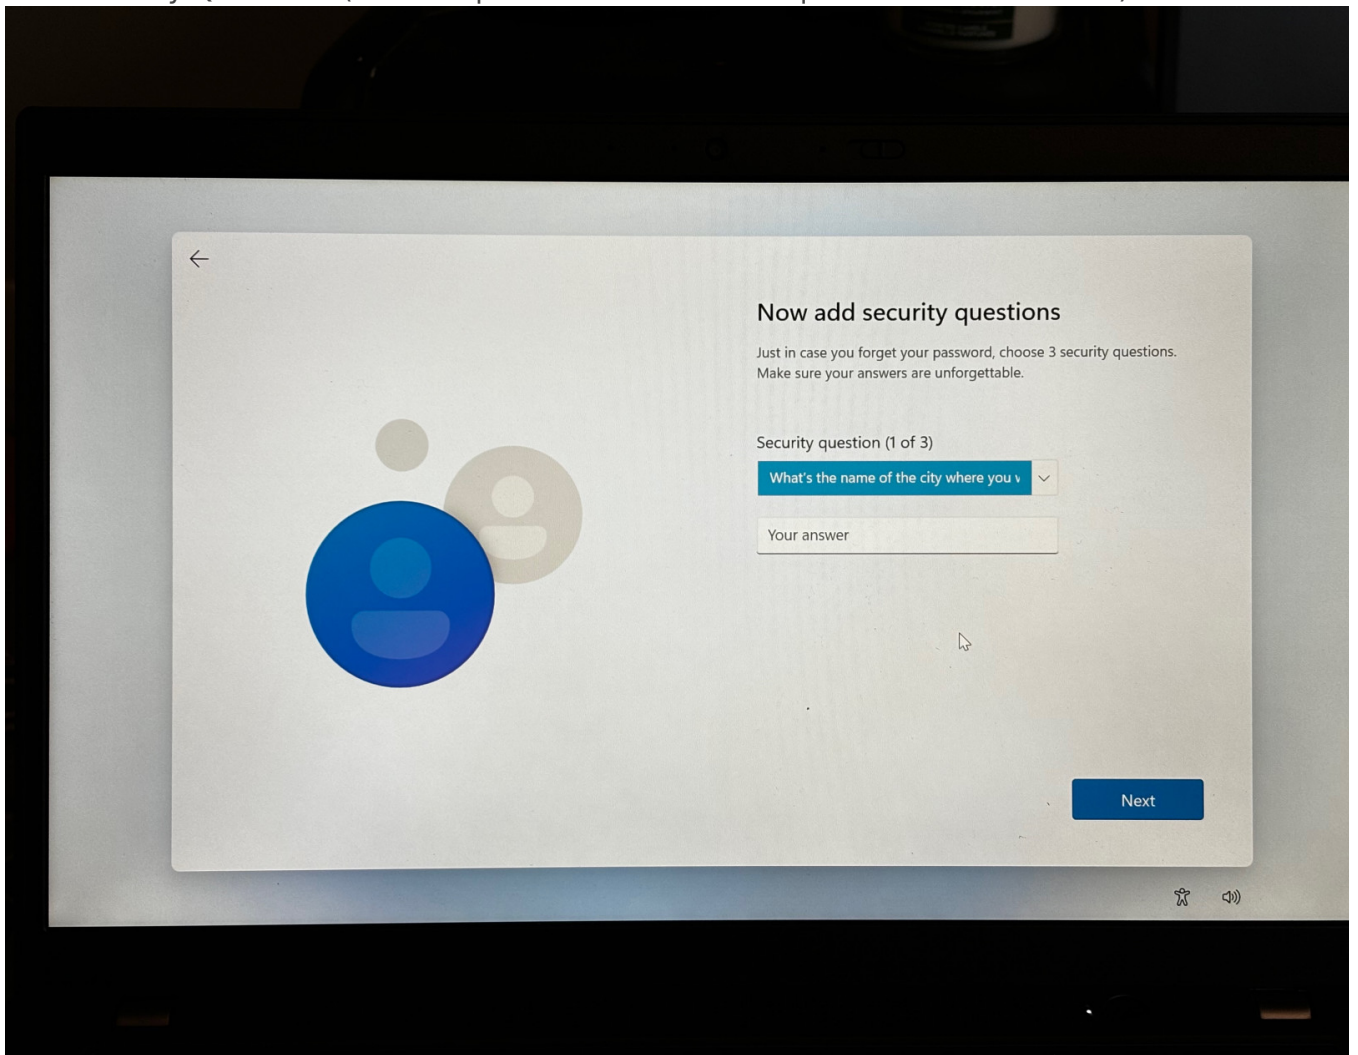 Now add security questions
Just in case you forget your password, choose 3 security questions.
Make sure your answers are unforgettable.
Security question (1 of 3)
What's the name of the city where you
Your answer
Next